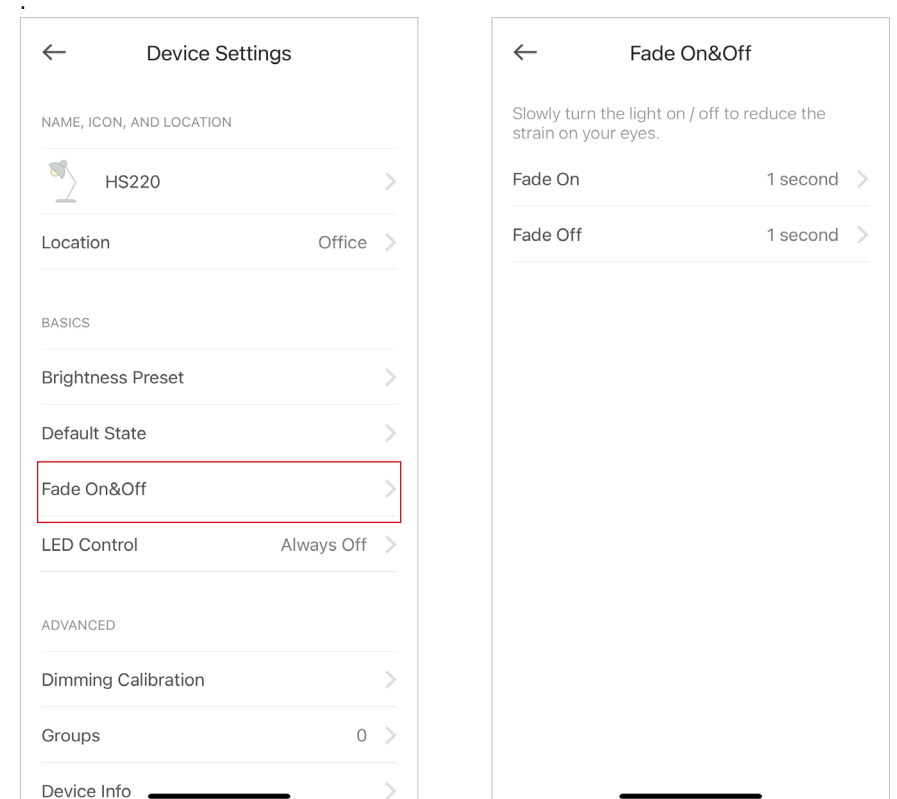 .
Device Settings
NAME, ICON, AND LOCATION
HS220
Location Office
BASICS
Brightness Preset
Default State
Fade On&Off
LED Control Always Off
ADVANCED
Dimming Calibration
Groups 0
Device Info
Fade On&Off
Slowly turn the light on / off to reduce the
strain on your eyes.
Fade On 1 second
Fade Off 1 second